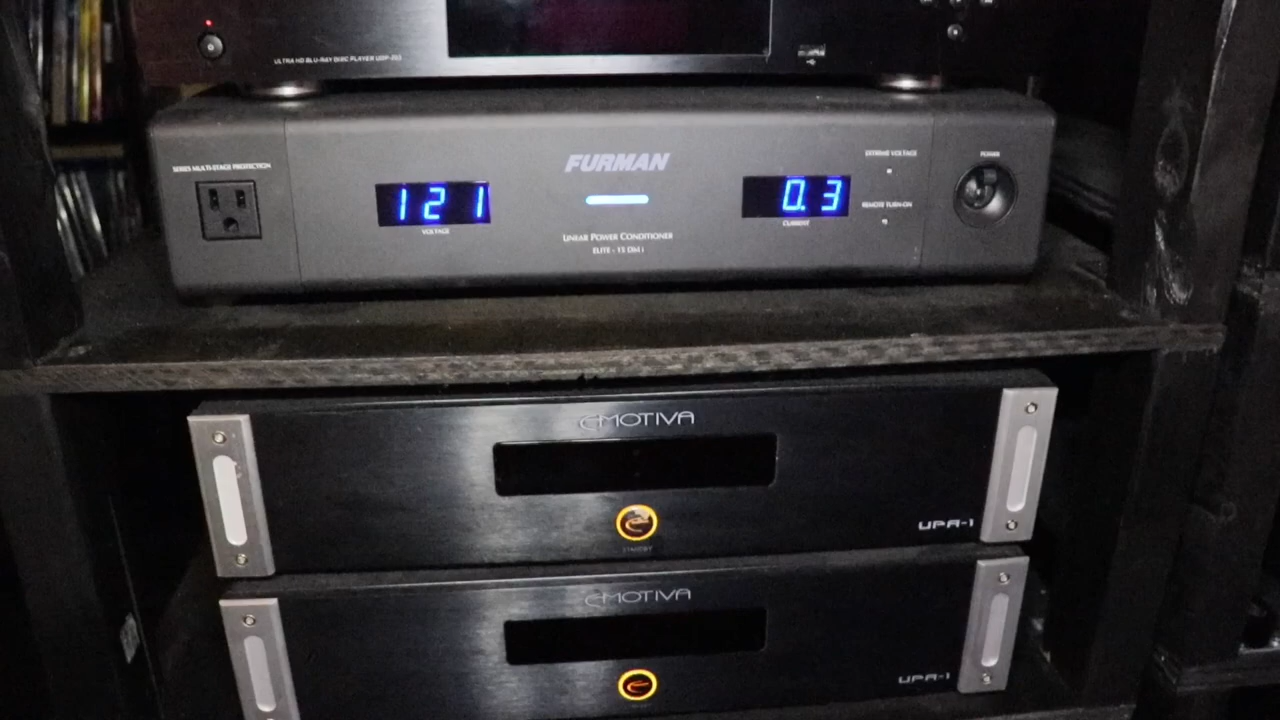 ULTRA HD BLU-RAY DISC PLAYER UDP-203
SERIES MULTI-STAGE PROTECTION
FURMAN
EXTREME VOLTAGE
POWER
121
0.3
VOLTAGE
CURRENT
REMOTE TURN-ON
LINEAR POWER CONDITIONER
ELITE - 15 DM i
EMOTIVA
STANDBY
UPA-1
EMOTIVA
UPA-1